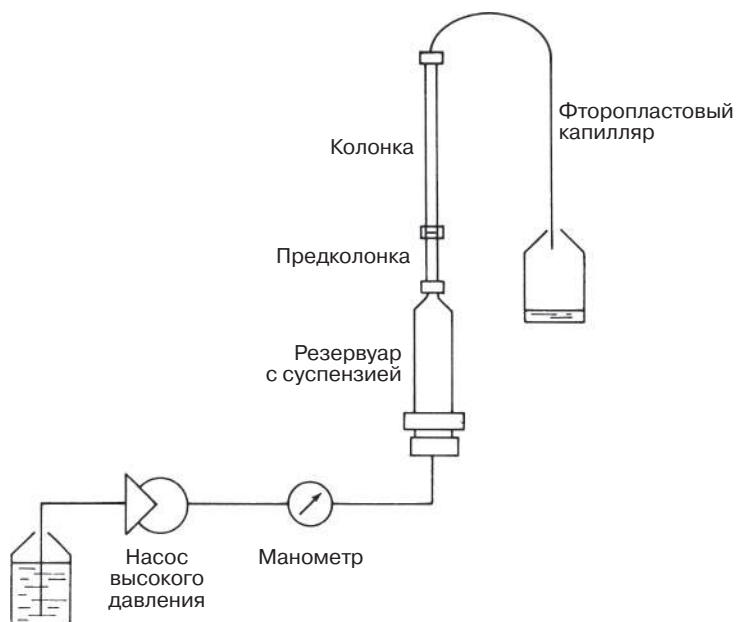 Фторопластовый
капилляр
Колонка
Предколонка
Резервуар
с суспензией
Насос
высокого
давления
Манометр